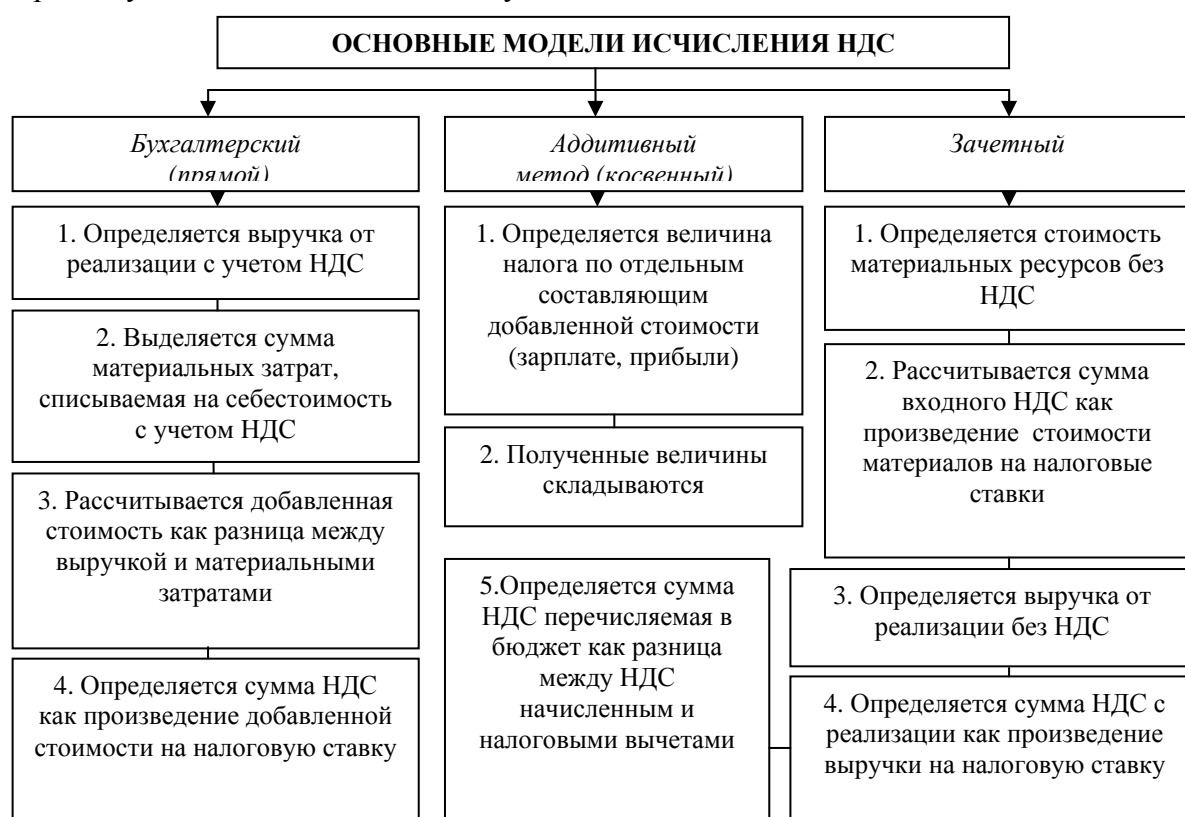 ОСНОВНЫЕ МОДЕЛИ ИСЧИСЛЕНИЯ НДС
Бухгалтерский
(прямой)
1. Определяется выручка от
реализации с учетом НДС
2. Выделяется сумма
материальных затрат,
списываемая на себестоимость
с учетом НДС
3. Рассчитывается добавленная
стоимость как разница между
выручкой и материальными
затратами
4. Определяется сумма НДС
как произведение добавленной
стоимости на налоговую ставку
Аддитивный
метод (косвенный)
1. Определяется величина
налога по отдельным
составляющим
добавленной стоимости
(зарплате, прибыли)
2. Полученные величины
складываются
Зачетный
1. Определяется стоимость
материальных ресурсов без
НДС
2. Рассчитывается сумма
входного НДС как
произведение стоимости
материалов на налоговые
ставки
3. Определяется выручка от
реализации без НДС
4. Определяется сумма НДС с
реализации как произведение
выручки на налоговую ставку
5.Определяется сумма
НДС перечисляемая в
бюджет как разница
между НДС
начисленным и
налоговыми вычетами